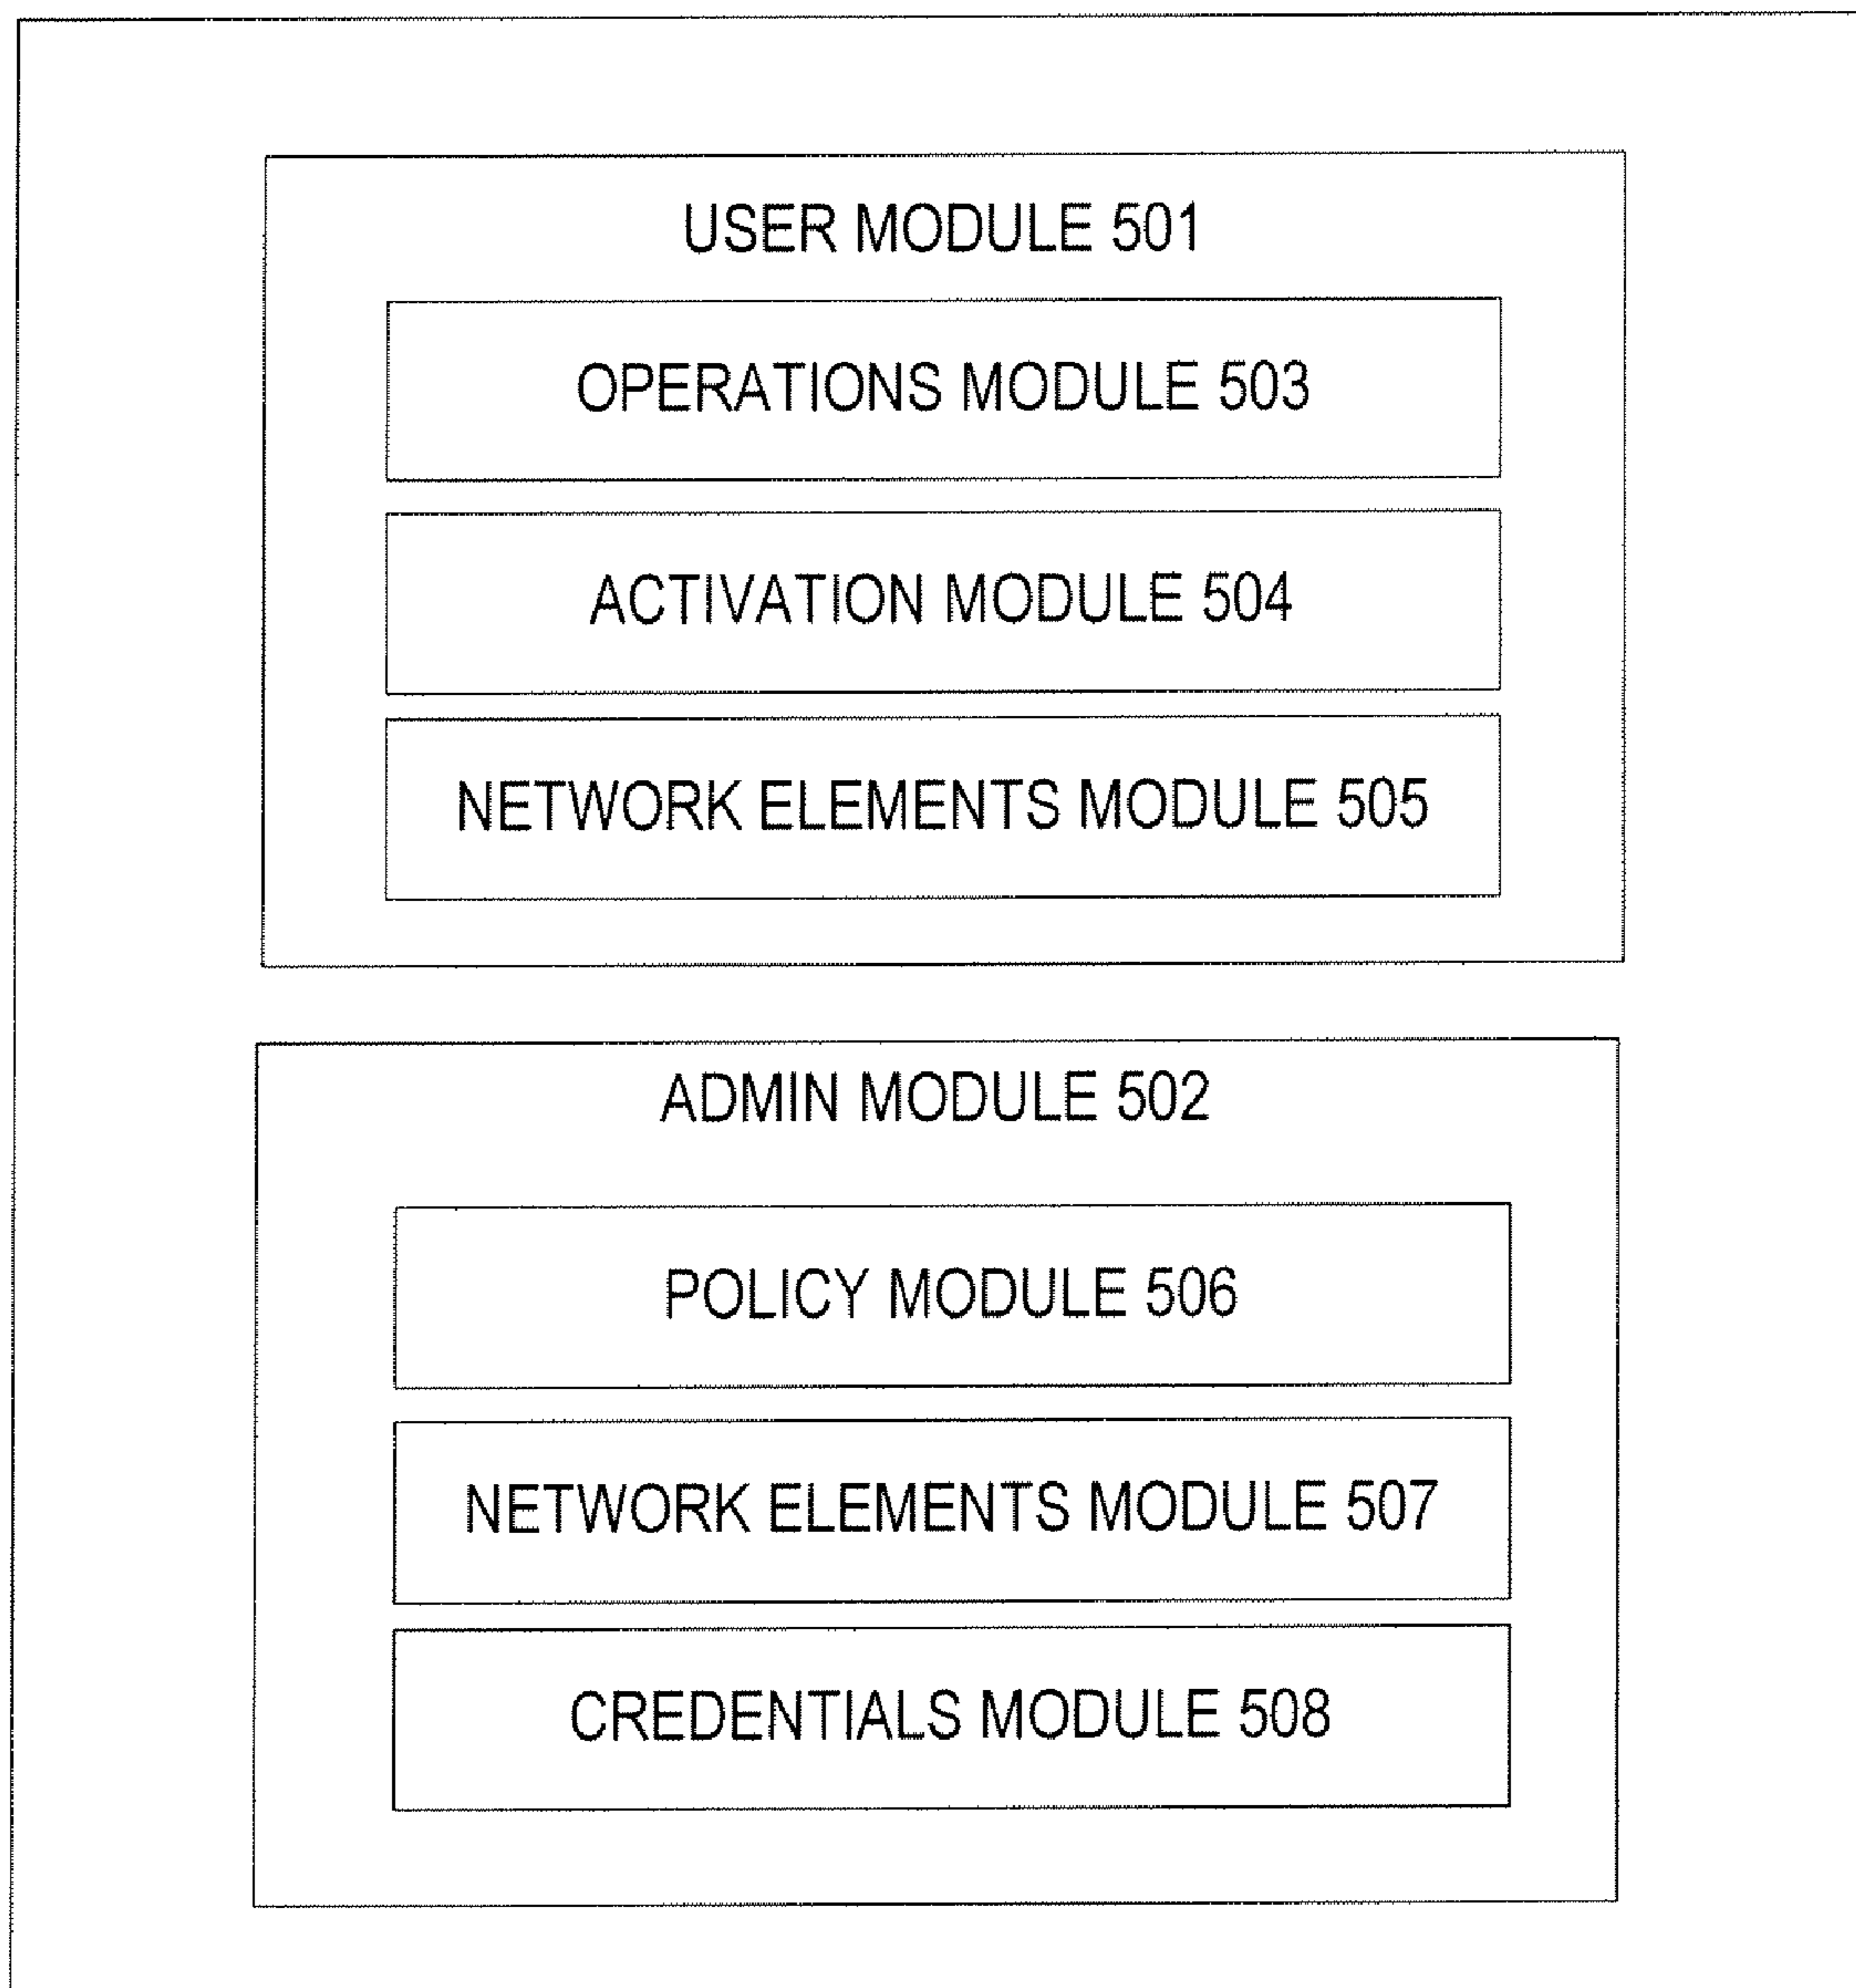 USER MODULE 501
OPERATIONS MODULE 503
ACTIVATION MODULE 504
NETWORK ELEMENTS MODULE 505
ADMIN MODULE 502
POLICY MODULE 506
NETWORK ELEMENTS MODULE 507
CREDENTIALS MODULE 508